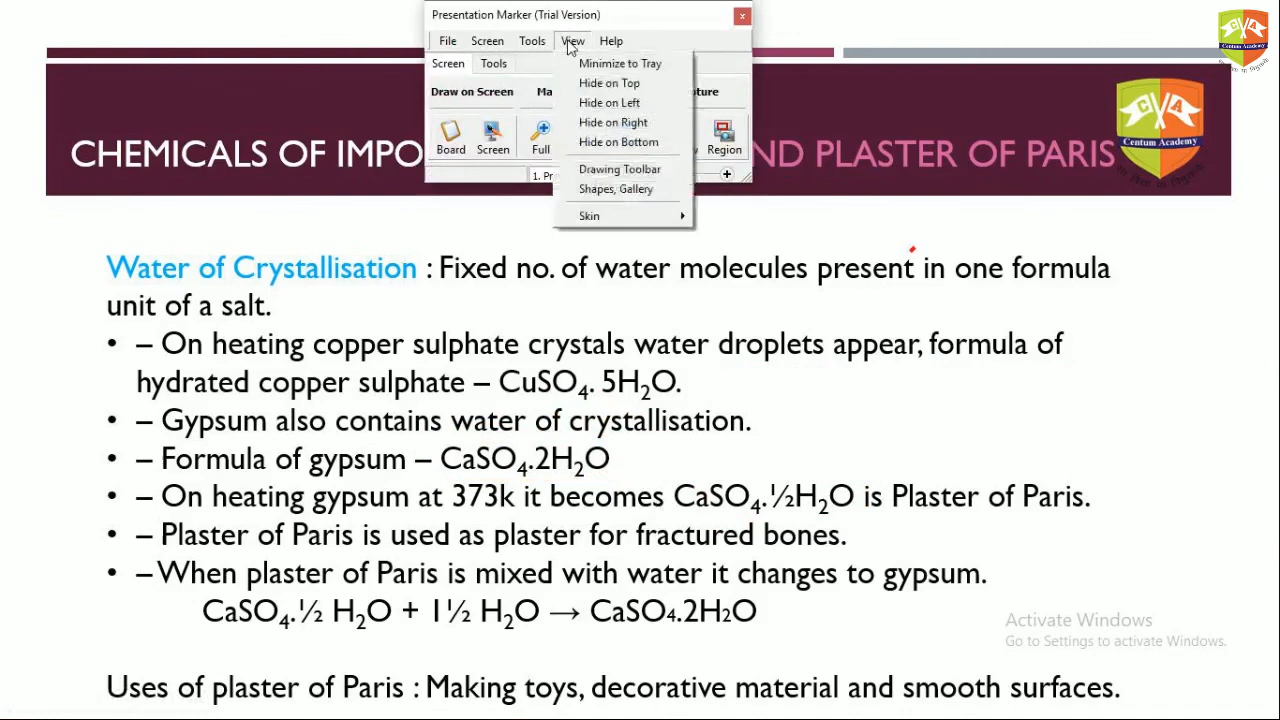 Presentation Marker (Trial Version)
x
File Screen Tools View Help
Screen Tools
Minimize to Tray
Hide on Top
Hide on Left
Hide on Right
Hide on Bottom
Drawing Toolbar
Shapes, Gallery
Skin
Draw on Screen Ma ture
Board Screen Full Region
1. Pr
Centum Academy
CHEMICALS OF IMPO ND PLASTER OF PARIS
CVA
Centum Academy
Water of Crystallisation : Fixed no. of water molecules present in one formula
unit of a salt.
• – On heating copper sulphate crystals water droplets appear, formula of
hydrated copper sulphate – CuSO₄. 5H₂O.
• – Gypsum also contains water of crystallisation.
• – Formula of gypsum – CaSO₄.2H₂O
• – On heating gypsum at 373k it becomes CaSO₄.½H₂O is Plaster of Paris.
• – Plaster of Paris is used as plaster for fractured bones.
• – When plaster of Paris is mixed with water it changes to gypsum.
CaSO₄.½ H₂O + 1½ H₂O → CaSO₄.2H₂O
Activate Windows
Go to Settings to activate Windows.
Uses of plaster of Paris : Making toys, decorative material and smooth surfaces.